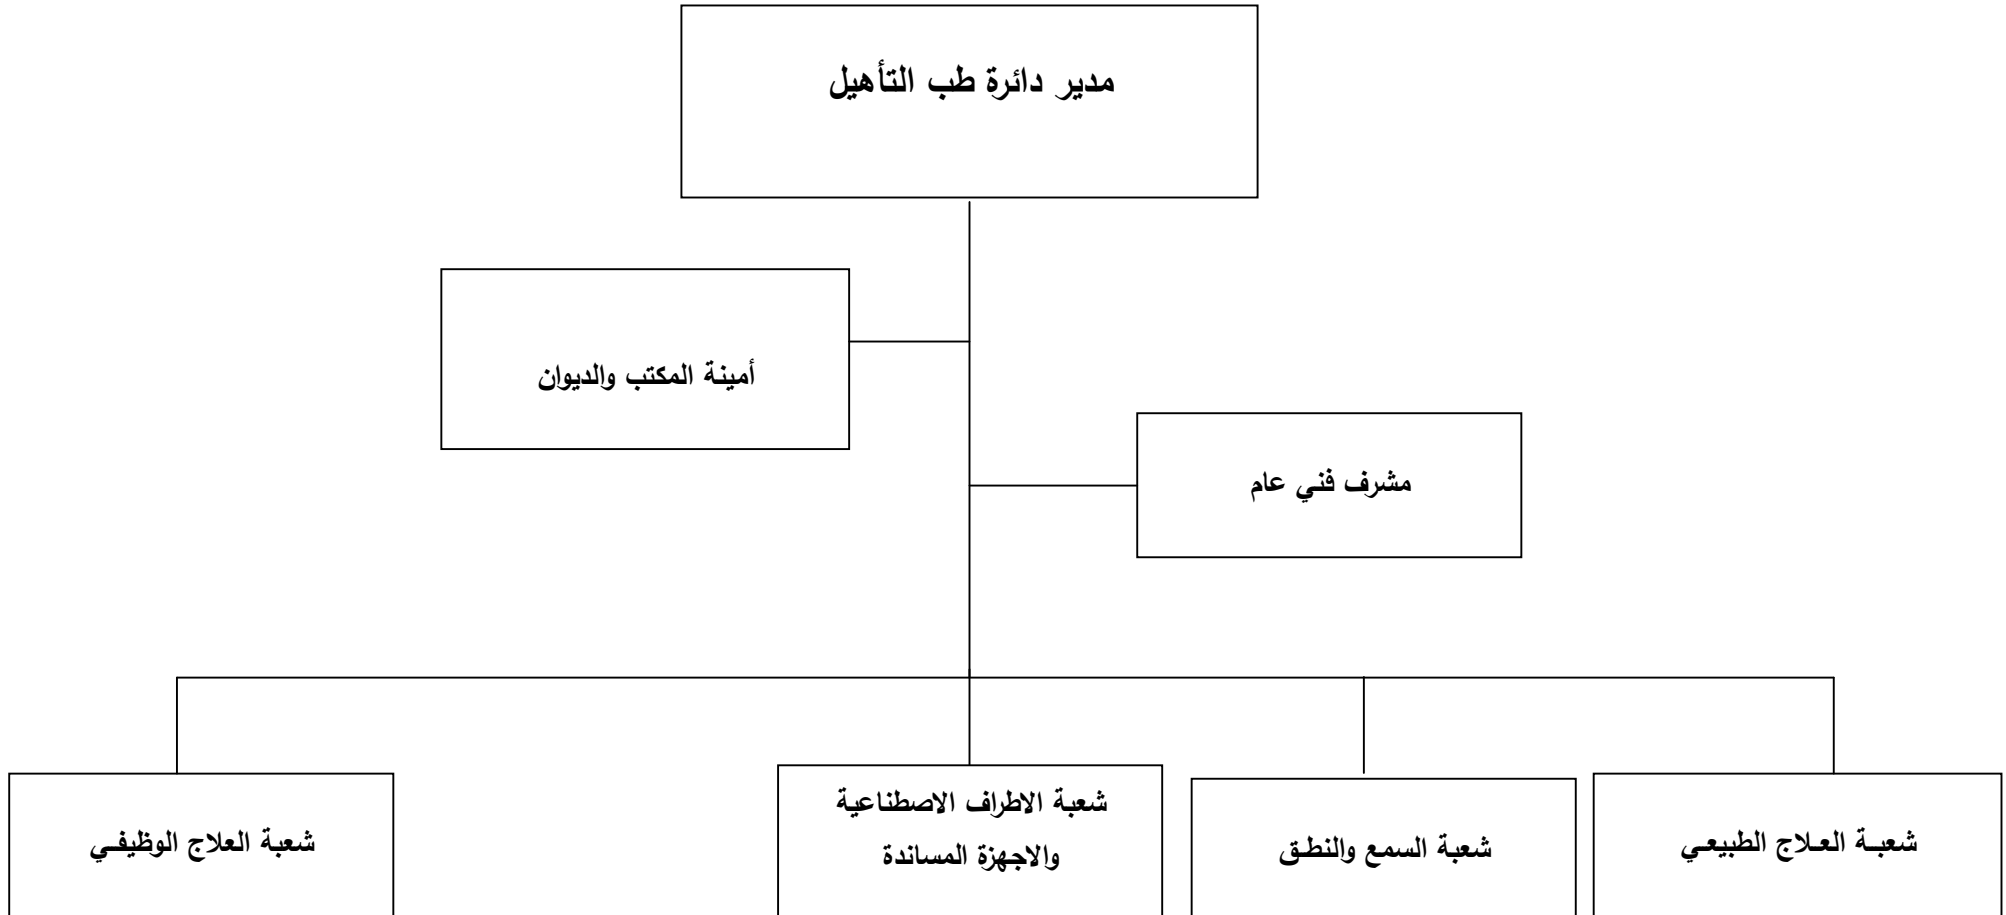 مدير دائرة طب التأهيل
أمينة المكتب والديوان
مشرف فني عام
شعبة العلاج الطبيعي
شعبة السمع والنطق
شعبة الاطراف الاصطناعية
والاجهزة المساندة
شعبة العلاج الوظيفي